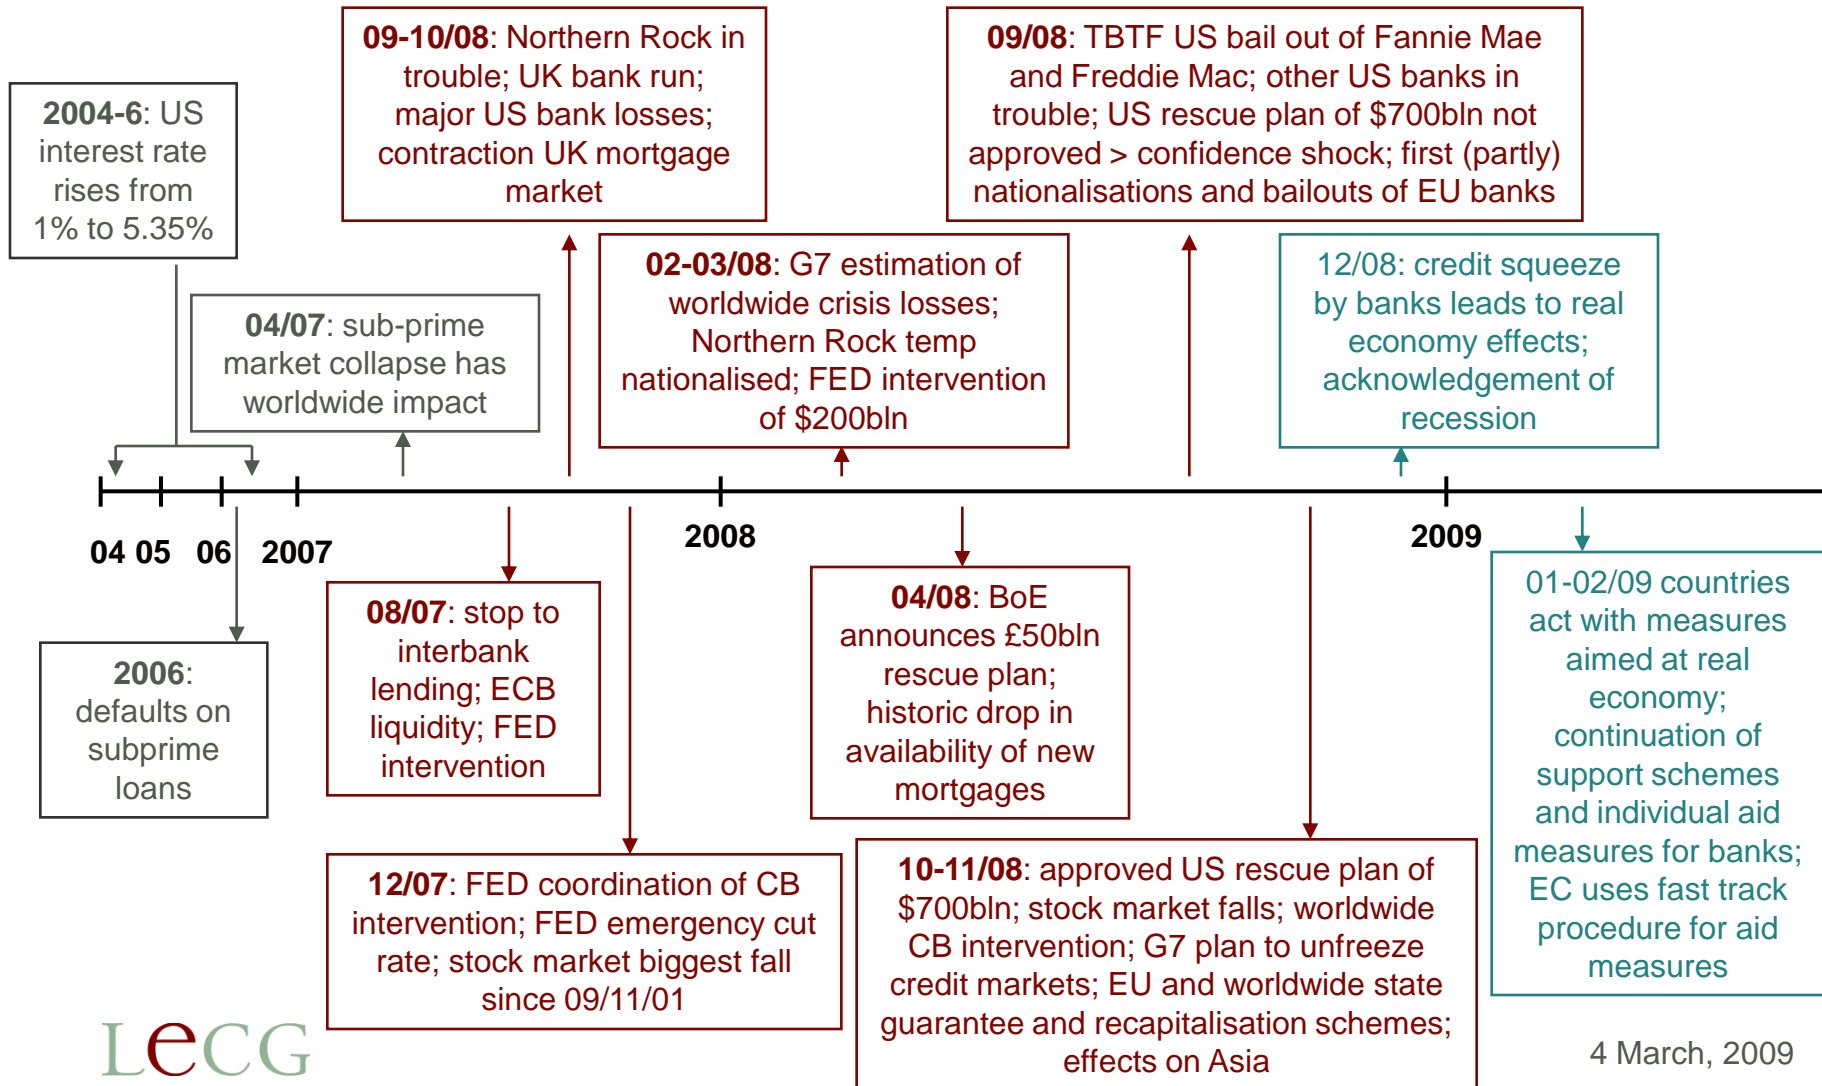 09-10/08: Northern Rock in
trouble; UK bank run;
major US bank losses;
contraction UK mortgage
market
09/08: TBTF US bail out of Fannie Mae
and Freddie Mac; other US banks in
trouble; US rescue plan of $700bln not
approved > confidence shock; first (partly)
nationalisations and bailouts of EU banks
2004-6: US
interest rate
rises from
1% to 5.35%
04/07: sub-prime
market collapse has
worldwide impact
02-03/08: G7 estimation of
worldwide crisis losses;
Northern Rock temp
nationalised; FED intervention
of $200bln
12/08: credit squeeze
by banks leads to real
economy effects;
acknowledgement of
recession
04 05 06 2007 2008 2009
2006:
defaults on
subprime
loans
08/07: stop to
interbank
lending; ECB
liquidity; FED
intervention
04/08: BoE
announces £50bln
rescue plan;
historic drop in
availability of new
mortgages
01-02/09 countries
act with measures
aimed at real
economy;
continuation of
support schemes
and individual aid
measures for banks;
EC uses fast track
procedure for aid
measures
12/07: FED coordination of CB
intervention; FED emergency cut
rate; stock market biggest fall
since 09/11/01
10-11/08: approved US rescue plan of
$700bln; stock market falls; worldwide
CB intervention; G7 plan to unfreeze
credit markets; EU and worldwide state
guarantee and recapitalisation schemes;
effects on Asia
LeCG
4 March, 2009